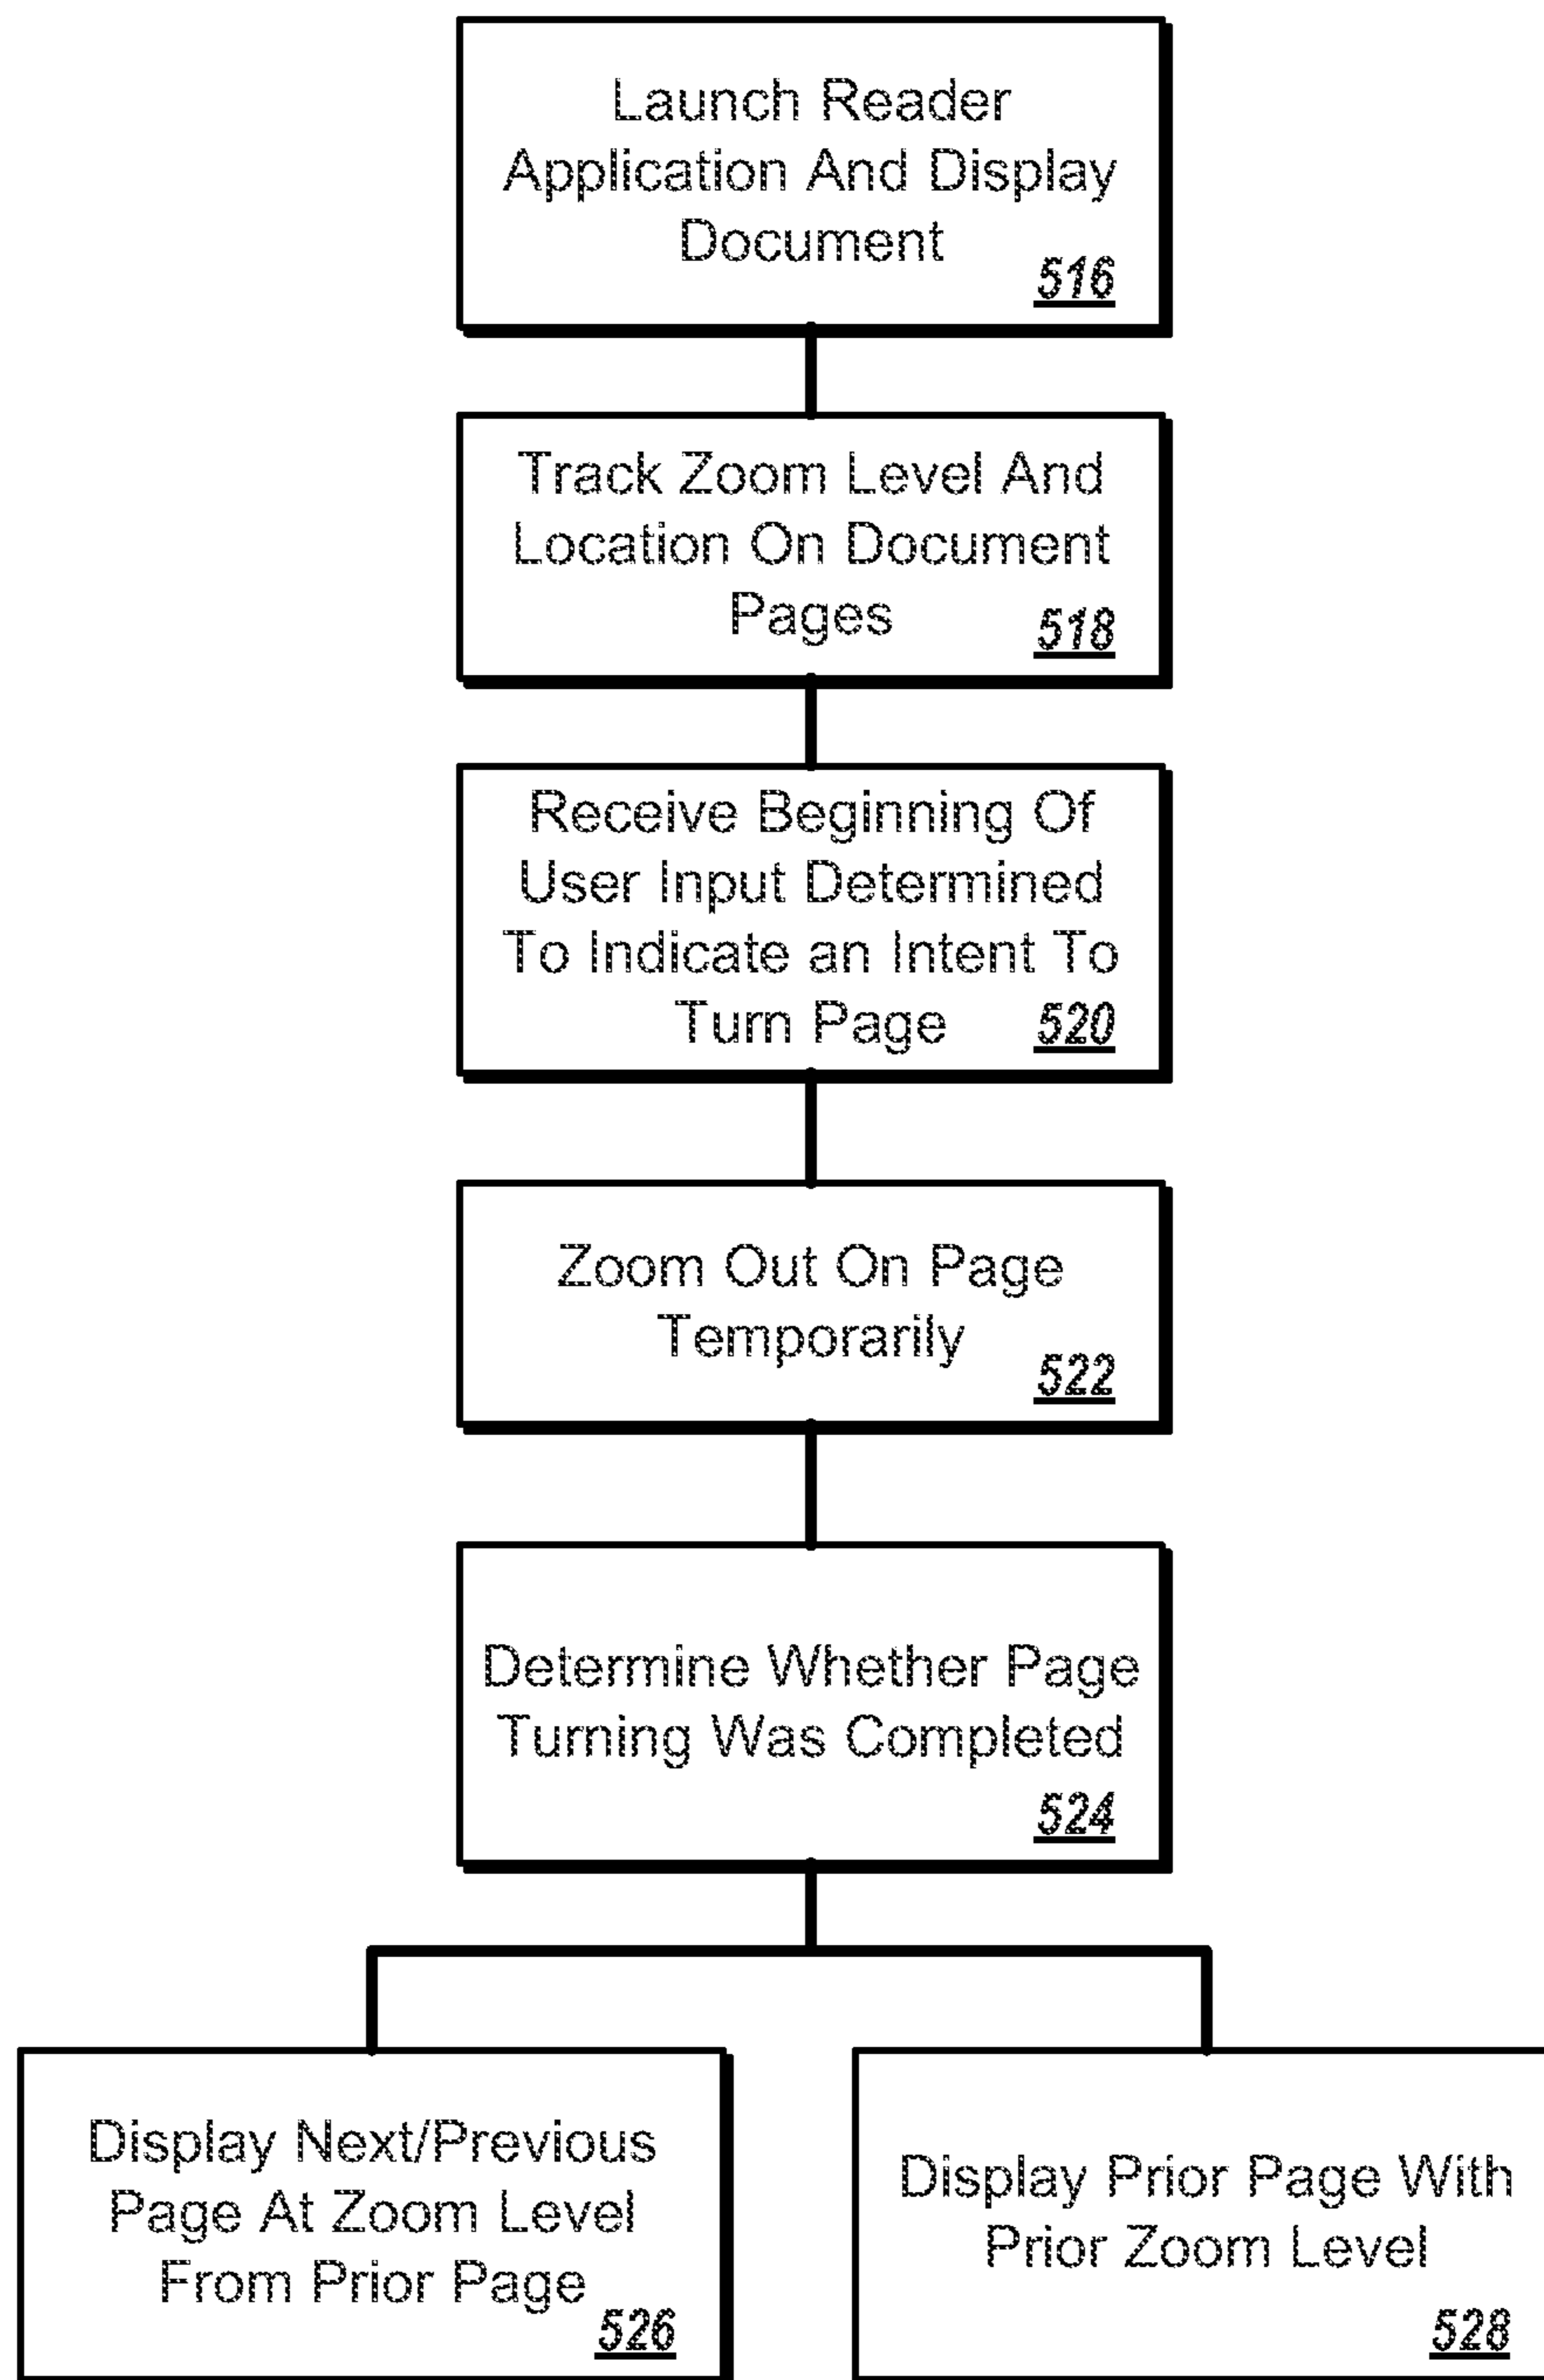 Launch Reader
Application And Display
Document
516
Track Zoom Level And
Location On Document
Pages
518
Receive Beginning Of
User Input Determined
To Indicate an Intent To
Turn Page
520
Zoom Out On Page
Temporarily
522
Determine Whether Page
Turning Was Completed
524
Display Next/Previous
Page At Zoom Level
From Prior Page
526
Display Prior Page With
Prior Zoom Level
528